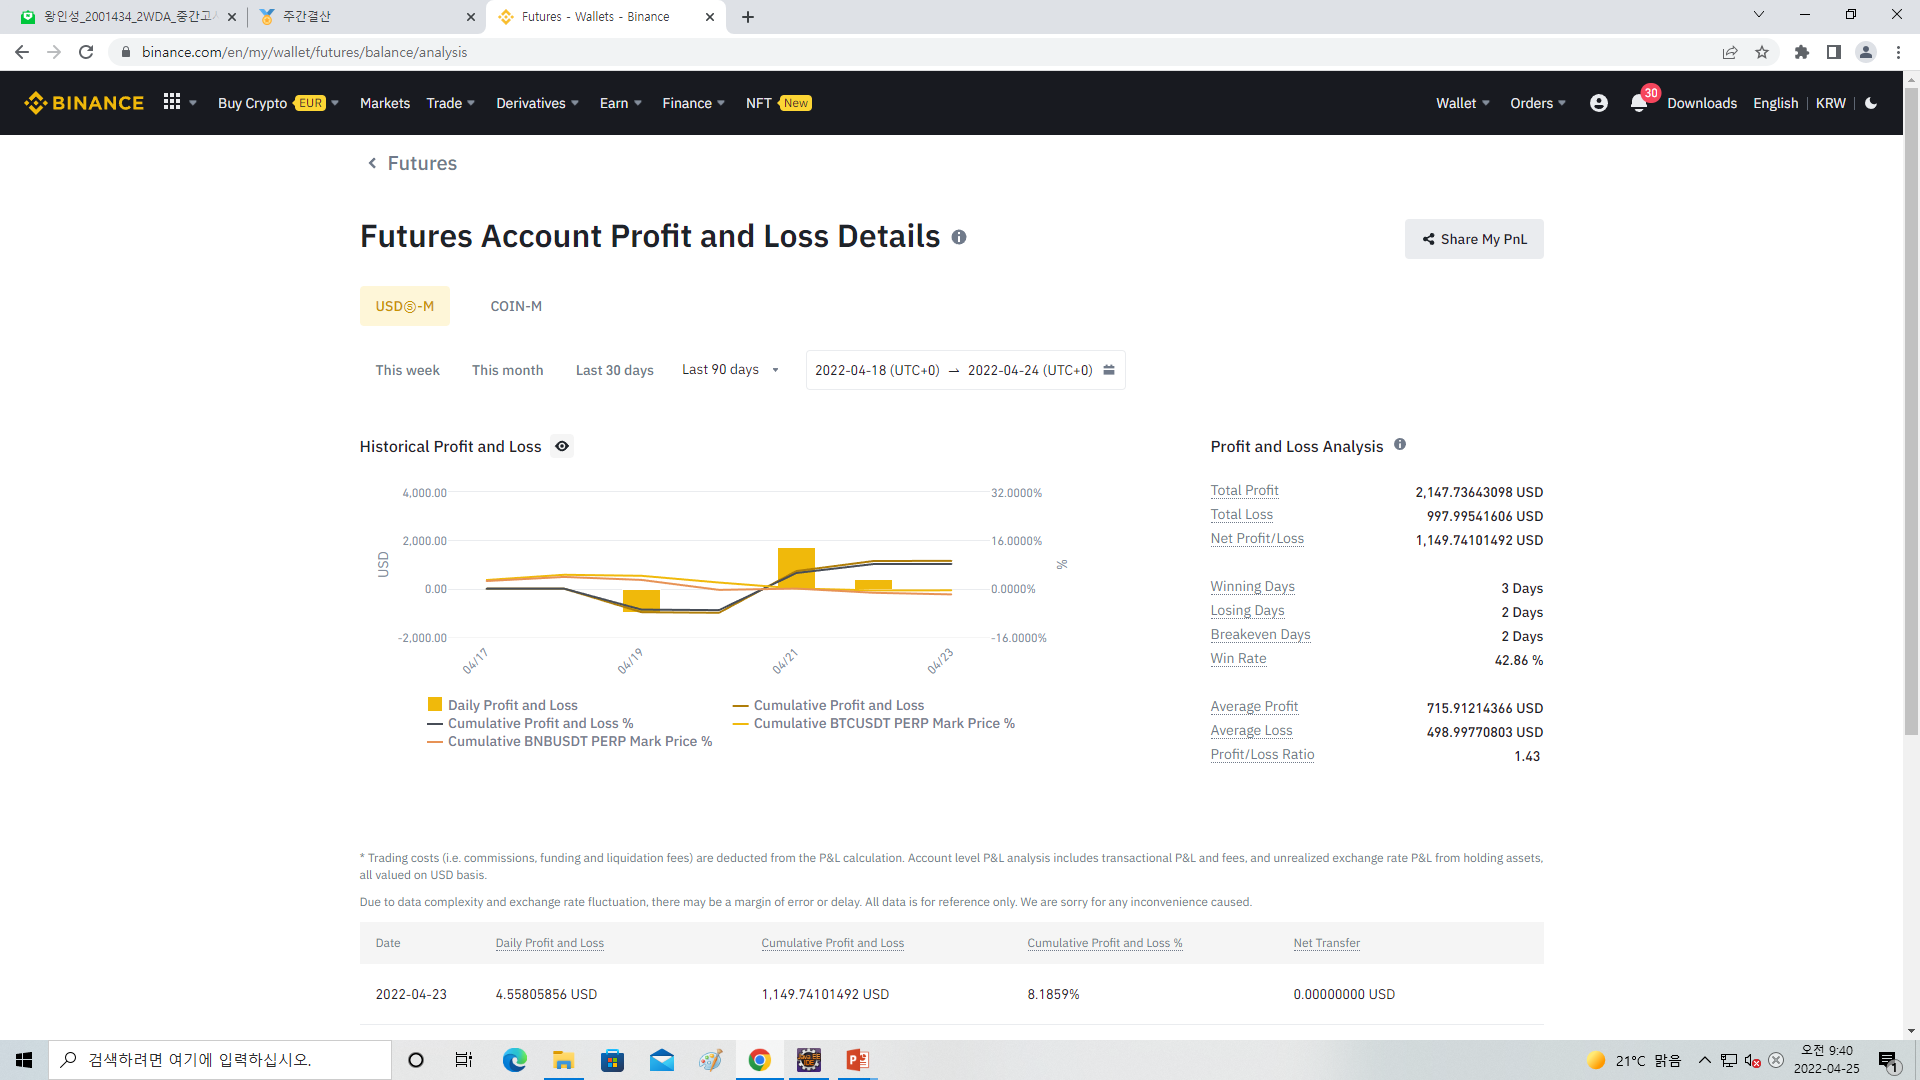 왕인성_2001434_2WDA_중간고
주간결산
Futures - Wallets - Binance
binance.com/en/my/wallet/futures/balance/analysis
BINANCE Buy Crypto EUR Markets Trade Derivatives Earn Finance NFT New Wallet Orders 30 Downloads English KRW
Futures
Futures Account Profit and Loss Details
Share My PnL
USDⓈ-M COIN-M
This week This month Last 30 days Last 90 days 2022-04-18 (UTC+0) → 2022-04-24 (UTC+0)
Historical Profit and Loss
4,000.00 32.0000%
2,000.00 16.0000%
USD %
0.00 0.0000%
-2,000.00 -16.0000%
04/17 04/19 04/21 04/23
Daily Profit and Loss Cumulative Profit and Loss
Cumulative Profit and Loss % Cumulative BTCUSDT PERP Mark Price %
Cumulative BNBUSDT PERP Mark Price %
Profit and Loss Analysis
Total Profit 2,147.73643098 USD
Total Loss 997.99541606 USD
Net Profit/Loss 1,149.74101492 USD
Winning Days 3 Days
Losing Days 2 Days
Breakeven Days 2 Days
Win Rate 42.86 %
Average Profit 715.91214366 USD
Average Loss 498.99770803 USD
Profit/Loss Ratio 1.43
* Trading costs (i.e. commissions, funding and liquidation fees) are deducted from the P&L calculation. Account level P&L analysis includes transactional P&L and fees, and unrealized exchange rate P&L from holding assets,
all valued on USD basis.
Due to data complexity and exchange rate fluctuation, there may be a margin of error or delay. All data is for reference only. We are sorry for any inconvenience caused.
Date Daily Profit and Loss Cumulative Profit and Loss Cumulative Profit and Loss % Net Transfer
2022-04-23 4.55805856 USD 1,149.74101492 USD 8.1859% 0.00000000 USD
검색하려면 여기에 입력하십시오.
21°C 맑음
오전 9:40
2022-04-25
1